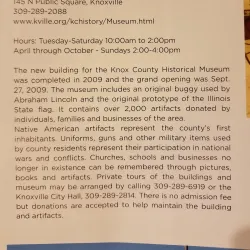 145 N Public Square, Knoxville
309-289-2088
www.kville.org/kchistory/Museum.html
Hours: Tuesday-Saturday 10:00am to 2:00pm
April through October - Sundays 2:00-4:00pm
The new building for the Knox County Historical Museum
was completed in 2009 and the grand opening was Sept.
27, 2009. The museum includes an original buggy used by
Abraham Lincoln and the original prototype of the Illinois
State flag. It contains over 2,000 artifacts donated by
individuals, families and businesses of the area.
Native American artifacts represent the county's first
inhabitants. Uniforms, guns and other military items used
by county residents represent their participation in national
wars and conflicts. Churches, schools and businesses no
longer in existence can be remembered through pictures,
books and artifacts. Private tours of the buildings and
museum may be arranged by calling 309-289-6919 or the
Knoxville City Hall, 309-289-2814. There is no admission fee
but donations are accepted to help maintain the building
and artifacts.